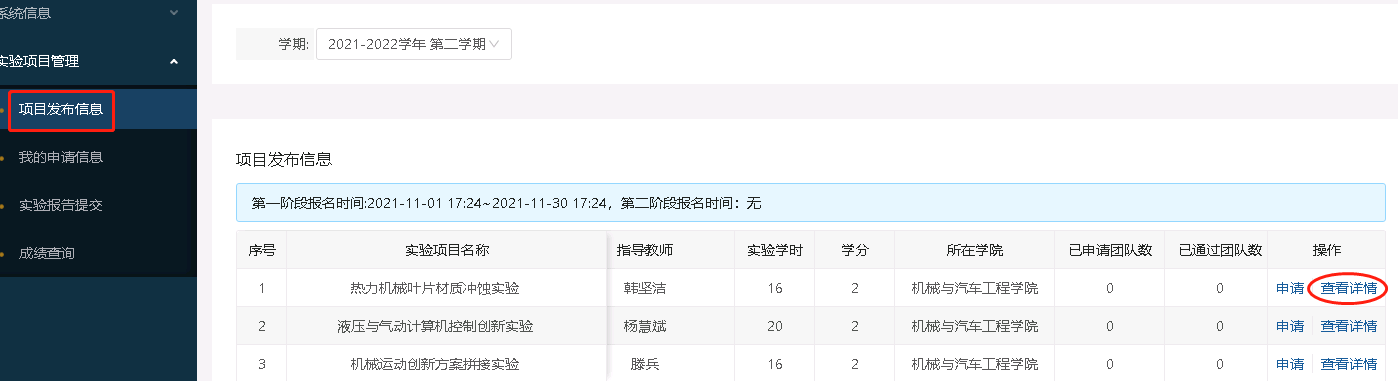 系统信息
实验项目管理
项目发布信息
我的申请信息
实验报告提交
成绩查询
学期: 2021-2022学年 第二学期
项目发布信息
第一阶段报名时间:2021-11-01 17:24~2021-11-30 17:24，第二阶段报名时间：无
序号 实验项目名称 指导教师 实验学时 学分 所在学院 已申请团队数 已通过团队数 操作
1 热力机械叶片材质冲蚀实验 韩坚洁 16 2 机械与汽车工程学院 0 0 申请 查看详情
2 液压与气动计算机控制创新实验 杨慧斌 20 2 机械与汽车工程学院 0 0 申请 查看详情
3 机械运动创新方案拼接实验 滕兵 16 2 机械与汽车工程学院 0 0 申请 查看详情